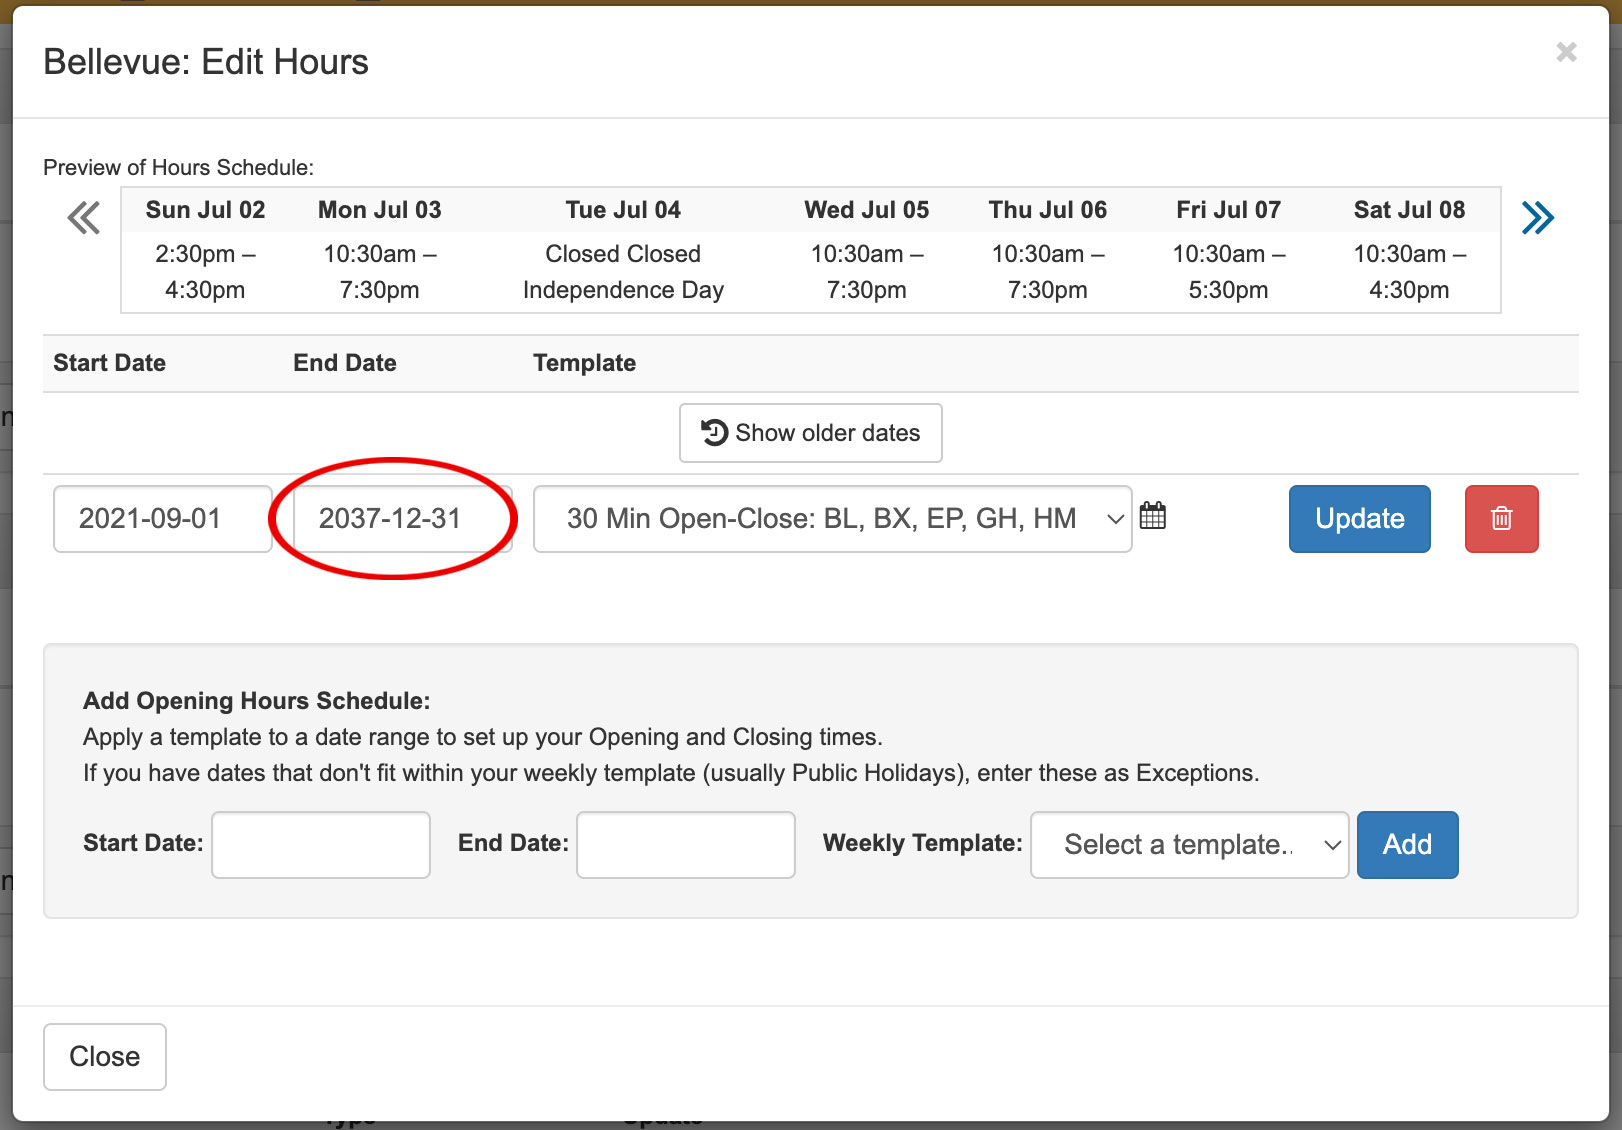 Bellevue: Edit Hours
×
Preview of Hours Schedule:
Sun Jul 02 Mon Jul 03 Tue Jul 04 Wed Jul 05 Thu Jul 06 Fri Jul 07 Sat Jul 08
2:30pm – 10:30am – Closed Closed 10:30am – 10:30am – 10:30am – 10:30am –
4:30pm 7:30pm Independence Day 7:30pm 7:30pm 5:30pm 4:30pm
Start Date End Date Template
Show older dates
2021-09-01 2037-12-31 30 Min Open-Close: BL, BX, EP, GH, HM Update
Add Opening Hours Schedule:
Apply a template to a date range to set up your Opening and Closing times.
If you have dates that don't fit within your weekly template (usually Public Holidays), enter these as Exceptions.
Start Date: End Date: Weekly Template: Select a template.. Add
Close